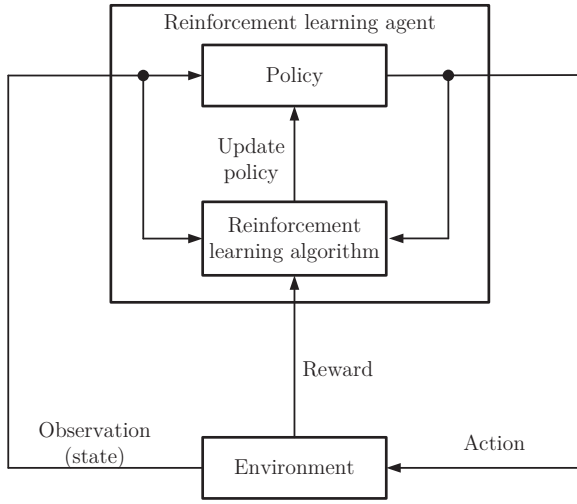 Reinforcement learning agent
Policy
Update
policy
Reinforcement
learning algorithm
Reward
Observation
(state)
Environment
Action